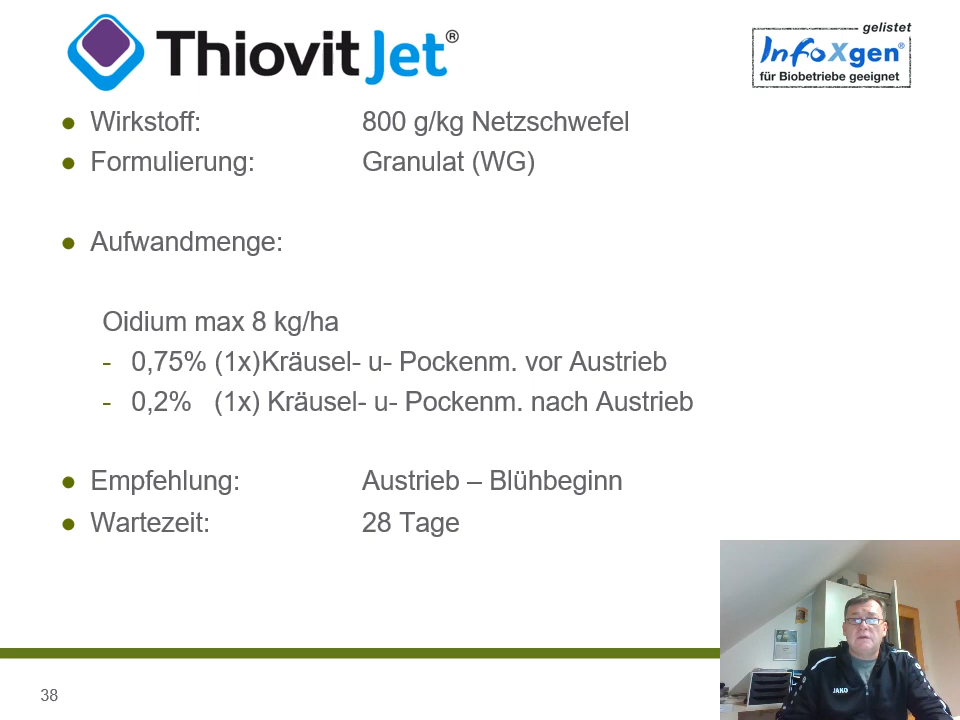 Thiovit Jet®
gelistet
InfoXgen®
für Biobetriebe geeignet
● Wirkstoff: 800 g/kg Netzschwefel
● Formulierung: Granulat (WG)
● Aufwandmenge:
Oidium max 8 kg/ha
- 0,75% (1x)Kräusel- u- Pockenm. vor Austrieb
- 0,2% (1x) Kräusel- u- Pockenm. nach Austrieb
● Empfehlung: Austrieb – Blühbeginn
● Wartezeit: 28 Tage
JAKO
38